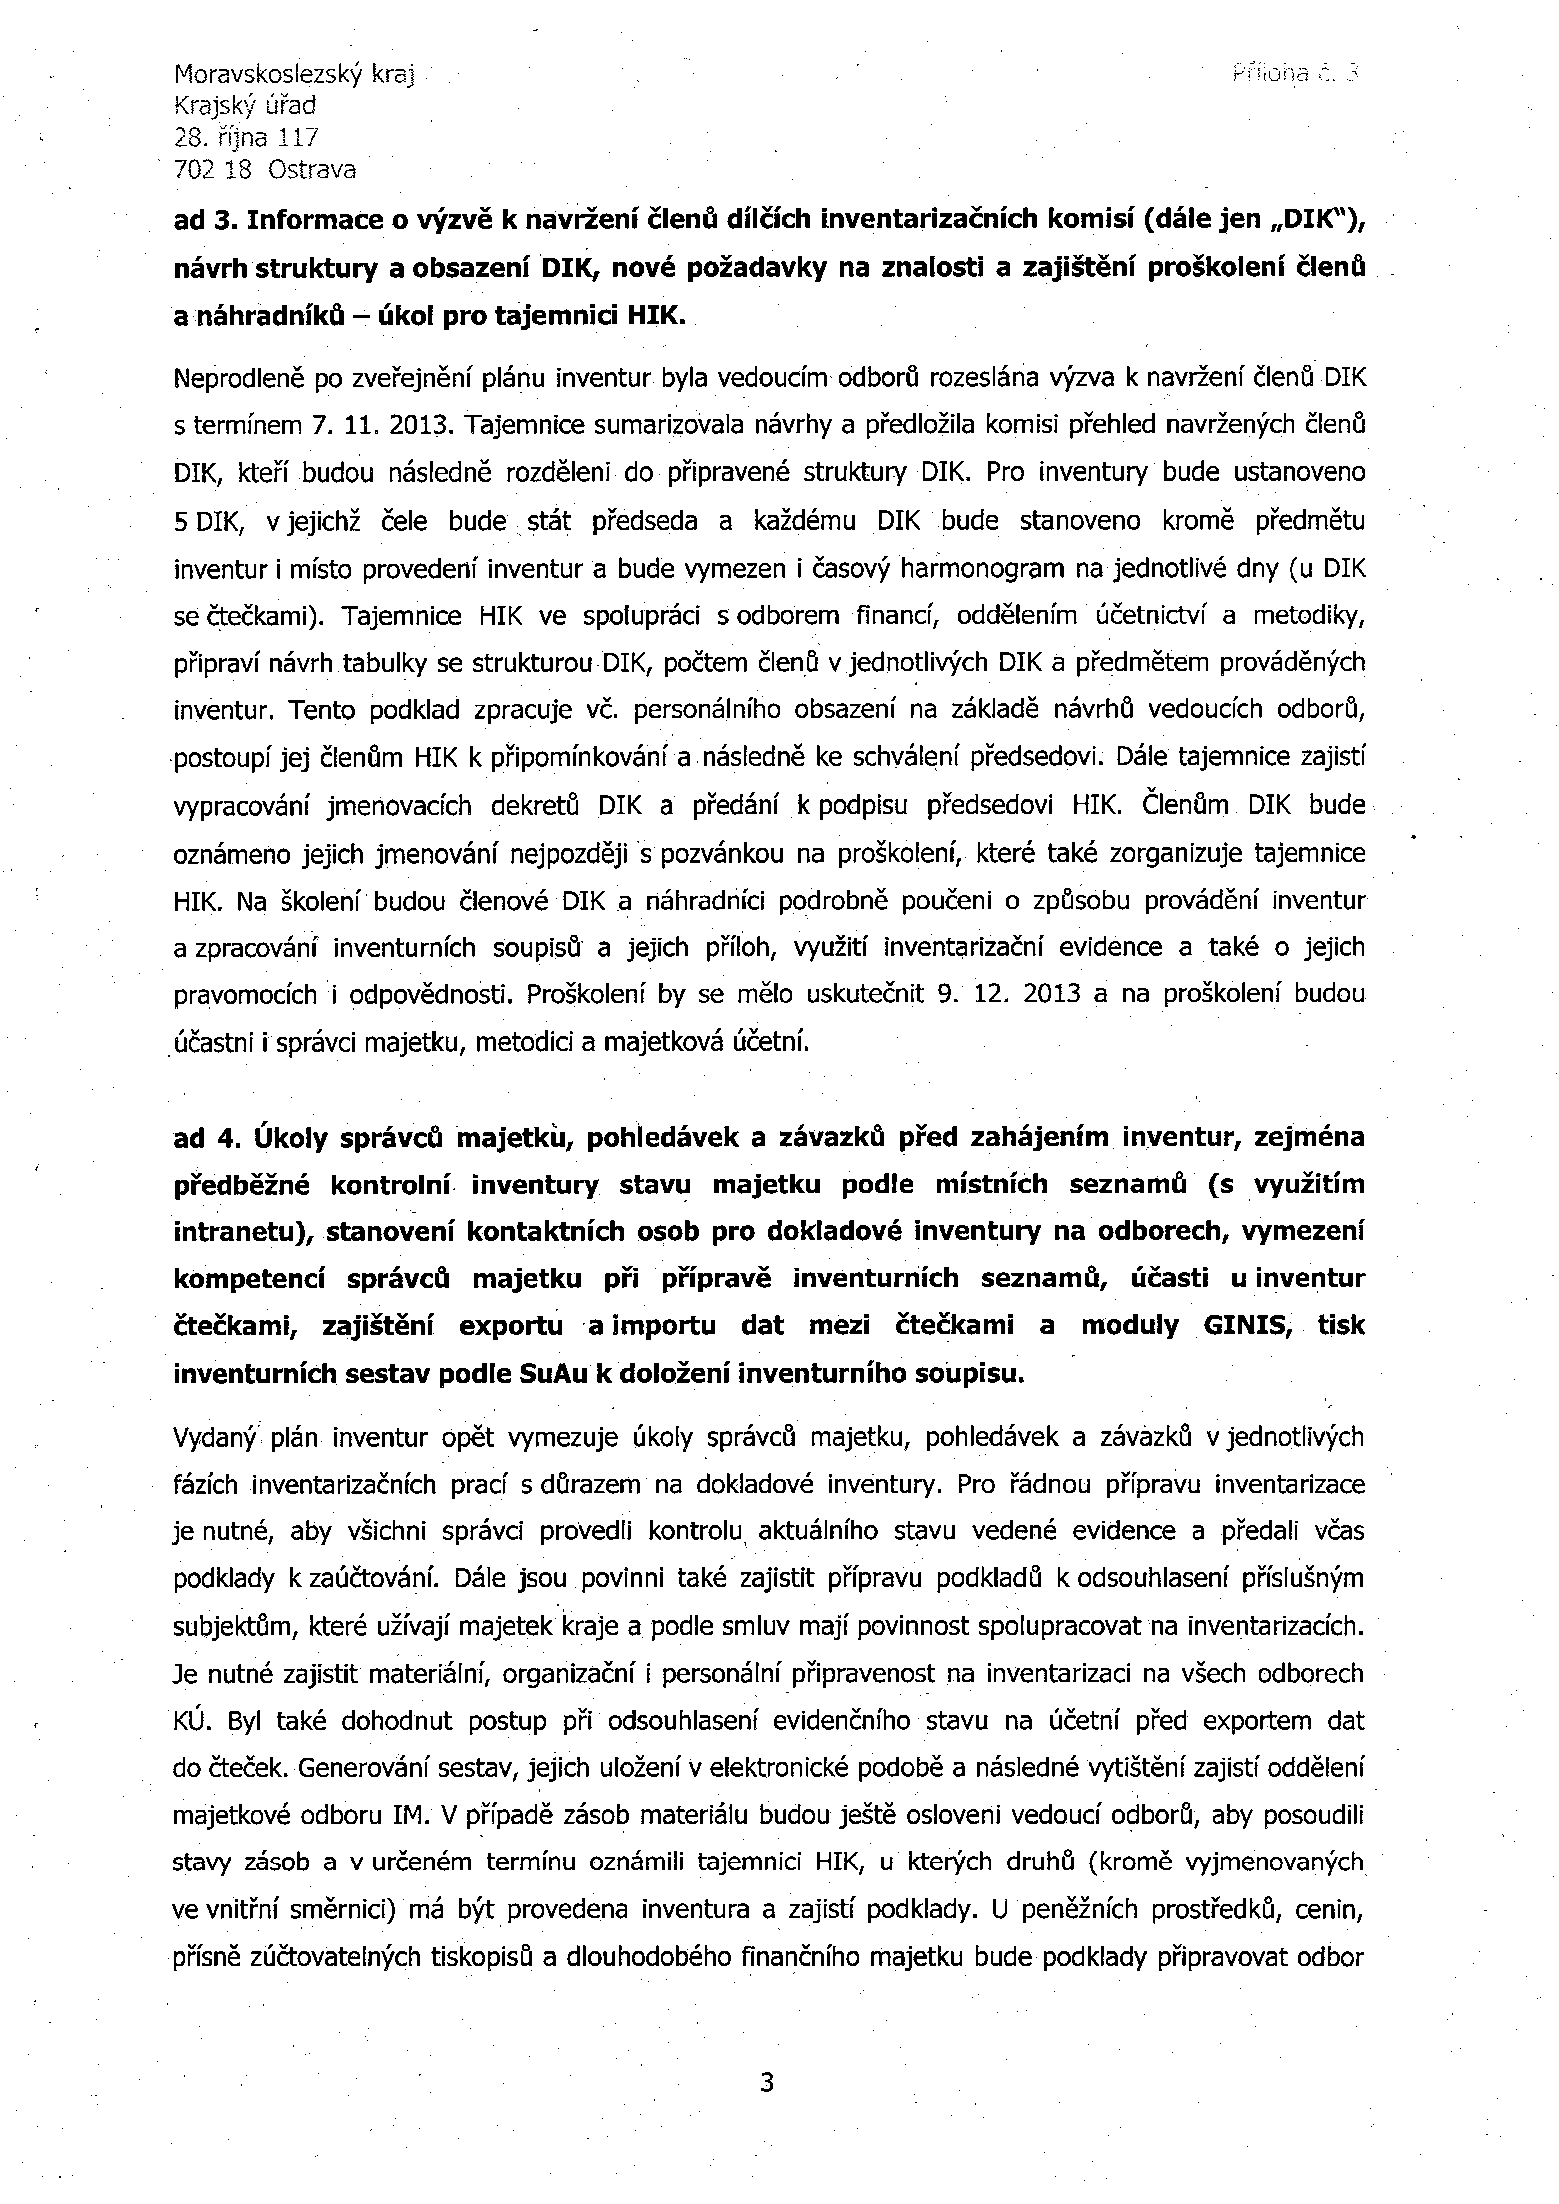 Moravskoslezský kraj
Příloha č. 3
Krajský úřad
28. října 117
702 18 Ostrava
ad 3. Informace o výzvě k navržení členů dílčích inventarizačních komisí (dále jen „DIK"),
návrh struktury a obsazení DIK, nové požadavky na znalosti a zajištění proškolení členů
a náhradníků – úkol pro tajemnici HIK.
Neprodleně po zveřejnění plánu inventur byla vedoucím odborů rozeslána výzva k navržení členů DIK
s termínem 7. 11. 2013. Tajemnice sumarizovala návrhy a předložila komisi přehled navržených členů
DIK, kteří budou následně rozděleni do připravené struktury DIK. Pro inventury bude ustanoveno
5 DIK, v jejichž čele bude stát předseda a každému DIK bude stanoveno kromě předmětu
inventur i místo provedení inventur a bude vymezen i časový harmonogram na jednotlivé dny (u DIK
se čtečkami). Tajemnice HIK ve spolupráci s odborem financí, oddělením účetnictví a metodiky,
připraví návrh tabulky se strukturou DIK, počtem členů v jednotlivých DIK a předmětem prováděných
inventur. Tento podklad zpracuje vč. personálního obsazení na základě návrhů vedoucích odborů,
postoupí jej členům HIK k připomínkování a následně ke schválení předsedovi. Dále tajemnice zajistí
vypracování jmenovacích dekretů DIK a předání k podpisu předsedovi HIK. Členům DIK bude
oznámeno jejich jmenování nejpozději s pozvánkou na proškolení, které také zorganizuje tajemnice
HIK. Na školení budou členové DIK a náhradníci podrobně poučeni o způsobu provádění inventur
a zpracování inventurních soupisů a jejich příloh, využití inventarizační evidence a také o jejich
pravomocích i odpovědnosti. Proškolení by se mělo uskutečnit 9. 12. 2013 a na proškolení budou
účastni i správci majetku, metodici a majetková účetní.
ad 4. Úkoly správců majetku, pohledávek a závazků před zahájením inventur, zejména
předběžné kontrolní inventury stavu majetku podle místních seznamů (s využitím
intranetu), stanovení kontaktních osob pro dokladové inventury na odborech, vymezení
kompetencí správců majetku při přípravě inventurních seznamů, účasti u inventur
čtečkami, zajištění exportu a importu dat mezi čtečkami a moduly GINIS, tisk
inventurních sestav podle SuAu k doložení inventurního soupisu.
Vydaný plán inventur opět vymezuje úkoly správců majetku, pohledávek a závazků v jednotlivých
fázích inventarizačních prací s důrazem na dokladové inventury. Pro řádnou přípravu inventarizace
je nutné, aby všichni správci provedli kontrolu aktuálního stavu vedené evidence a předali včas
podklady k zaúčtování. Dále jsou povinni také zajistit přípravu podkladů k odsouhlasení příslušným
subjektům, které užívají majetek kraje a podle smluv mají povinnost spolupracovat na inventarizacích.
Je nutné zajistit materiální, organizační i personální připravenost na inventarizaci na všech odborech
KÚ. Byl také dohodnut postup při odsouhlasení evidenčního stavu na účetní před exportem dat
do čteček. Generování sestav, jejich uložení v elektronické podobě a následné vytištění zajistí oddělení
majetkové odboru IM. V případě zásob materiálu budou ještě osloveni vedoucí odborů, aby posoudili
stavy zásob a v určeném termínu oznámili tajemnici HIK, u kterých druhů (kromě vyjmenovaných
ve vnitřní směrnici) má být provedena inventura a zajistí podklady. U peněžních prostředků, cenin,
přísně zúčtovatelných tiskopisů a dlouhodobého finančního majetku bude podklady připravovat odbor
3